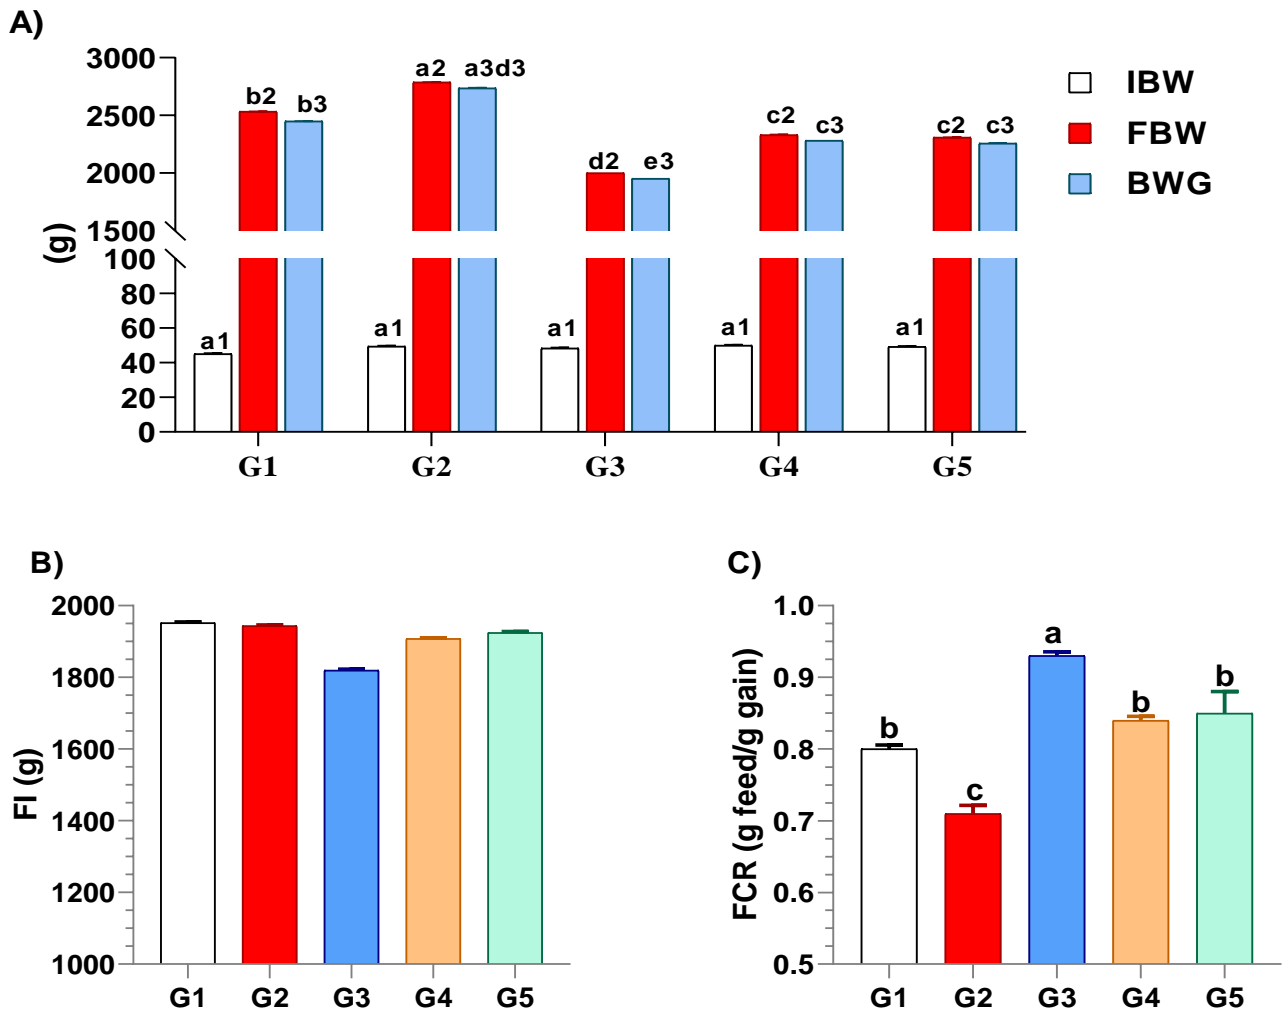 A)
(g)
3000
2500
2000
1500
100
80
60
40
20
0
a1 b2 b3
a1 a2 a3d3
a1 d2 e3
a1 c2 c3
a1 c2 c3
G1 G2 G3 G4 G5
IBW
FBW
BWG
B)
FI (g)
2000
1800
1600
1400
1200
1000
G1 G2 G3 G4 G5
C)
FCR (g feed/g gain)
1.0
0.9
0.8
0.7
0.6
0.5
b c a b b
G1 G2 G3 G4 G5